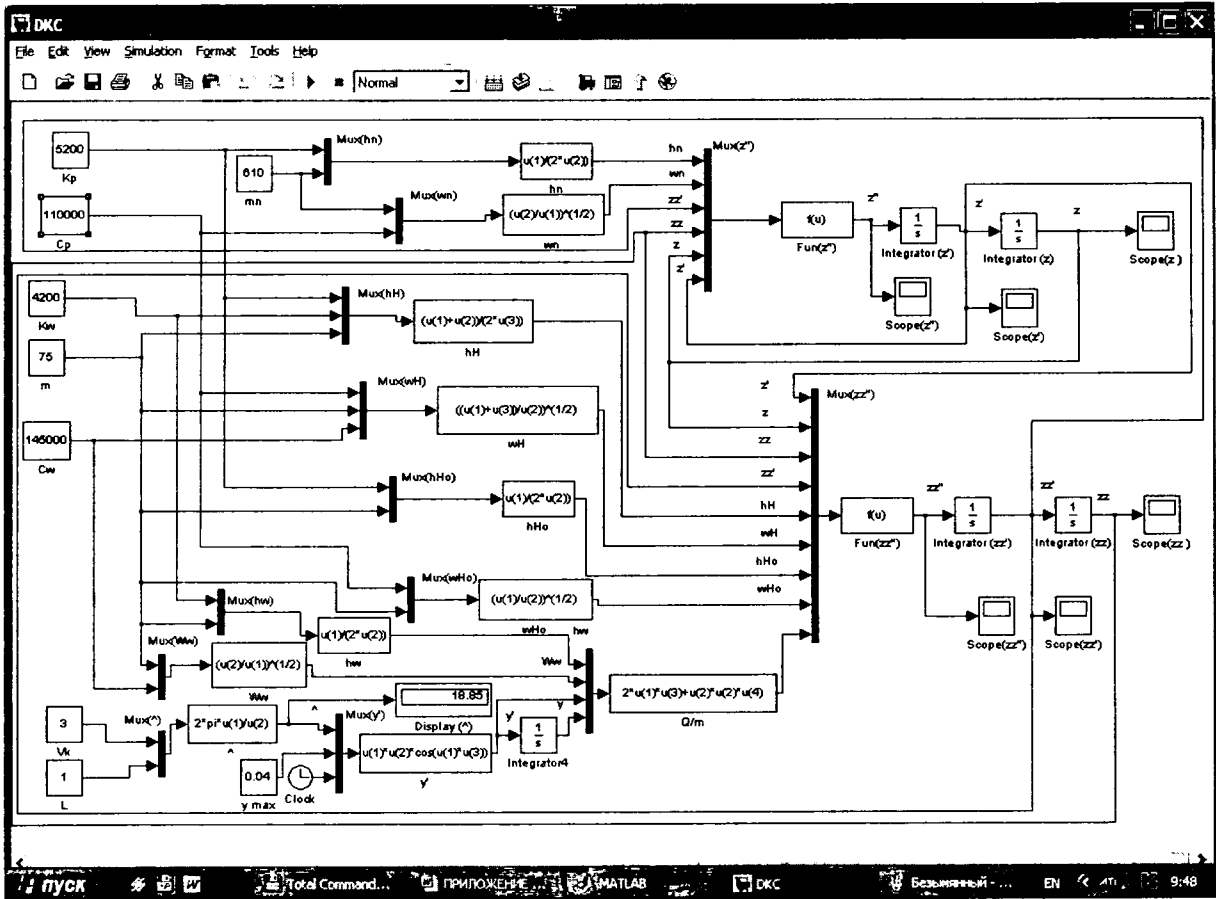 DKC
File Edit View Simulation Format Tools Help
Normal
5200
Kp
610
mn
Mux(hn)
u(1)/(2*u(2))
hn
110000
Cp
Mux(wn)
(u(2)/u(1))^(1/2)
wn
hn
wn
zz'
zz
z
z'
Mux(z'')
f(u)
Fun(z'')
z''
1
s
Integrator (z')
z'
1
s
Integrator (z)
z
Scope(z )
Scope(z'')
Scope(z')
4200
Kw
75
m
Mux(hH)
(u(1)+u(2))/(2*u(3))
hH
146000
Cw
Mux(wH)
((u(1)+u(3))/u(2))^(1/2)
wH
Mux(hHo)
u(1)/(2*u(2))
hHo
z'
z
zz
zz'
hH
wH
hHo
wHo
Mux(zz'')
f(u)
Fun(zz'')
zz''
1
s
Integrator (zz')
zz'
1
s
Integrator (zz)
zz
Scope(zz )
Scope(zz'')
Scope(zz')
Mux(wHo)
(u(1)/u(2))^(1/2)
wHo
Mux(hw)
u(1)/(2*u(2))
hw
Mux(Ww)
(u(2)/u(1))^(1/2)
Ww
hw
Ww
y
y'
2*u(1)*u(3)+u(2)*u(2)*u(4)
Q/m
3
Vk
1
L
Mux(^)
2*pi*u(1)/u(2)
^
^
18.85
Display (^)
0.04
y max
Clock
Mux(y')
u(1)*u(2)*cos(u(1)*u(3))
y'
1
s
Integrator4
пуск
Total Command...
ПРИЛОЖЕНИЕ ...
MATLAB
DKC
Безымянный - ...
EN
9:48